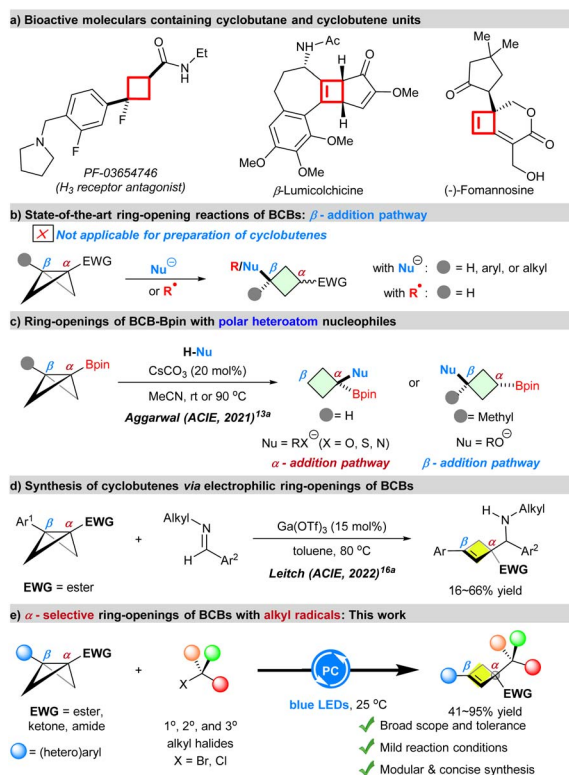 a) Bioactive moleculars containing cyclobutane and cyclobutene units
O
N
Et
H
F
N
F
PF-03654746
(H3 receptor antagonist)
HN
Ac
H
O
OMe
H
MeO
MeO
OMe
β-Lumicolchicine
Me
Me
O
O
O
OH
(-)-Fomannosine
b) State-of-the-art ring-opening reactions of BCBs: β - addition pathway
X Not applicable for preparation of cyclobutenes
β α EWG
Nu⊖
or R•
R/Nu β α EWG
with Nu⊖ : = H, aryl, or alkyl
with R• : = H
c) Ring-openings of BCB-Bpin with polar heteroatom nucleophiles
β α Bpin
H-Nu
CsCO3 (20 mol%)
MeCN, rt or 90 °C
Aggarwal (ACIE, 2021)13a
β α Nu
Bpin
= H
Nu = RX⊖(X = O, S, N)
α - addition pathway
or
Nu β α
Bpin
= Methyl
Nu = RO⊖
β - addition pathway
d) Synthesis of cyclobutenes via electrophilic ring-openings of BCBs
Ar1 β α EWG
EWG = ester
+
Alkyl
N
H
Ar2
Ga(OTf)3 (15 mol%)
toluene, 80 °C
Leitch (ACIE, 2022)16a
H
N
Alkyl
β α
Ar
Ar2
EWG
16~66% yield
e) α - selective ring-openings of BCBs with alkyl radicals: This work
β α EWG
EWG = ester,
ketone, amide
= (hetero)aryl
+
X
1º, 2º, and 3º
alkyl halides
X = Br, Cl
PC
blue LEDs, 25 °C
β α
EWG
41~95% yield
Broad scope and tolerance
Mild reaction conditions
Modular & concise synthesis